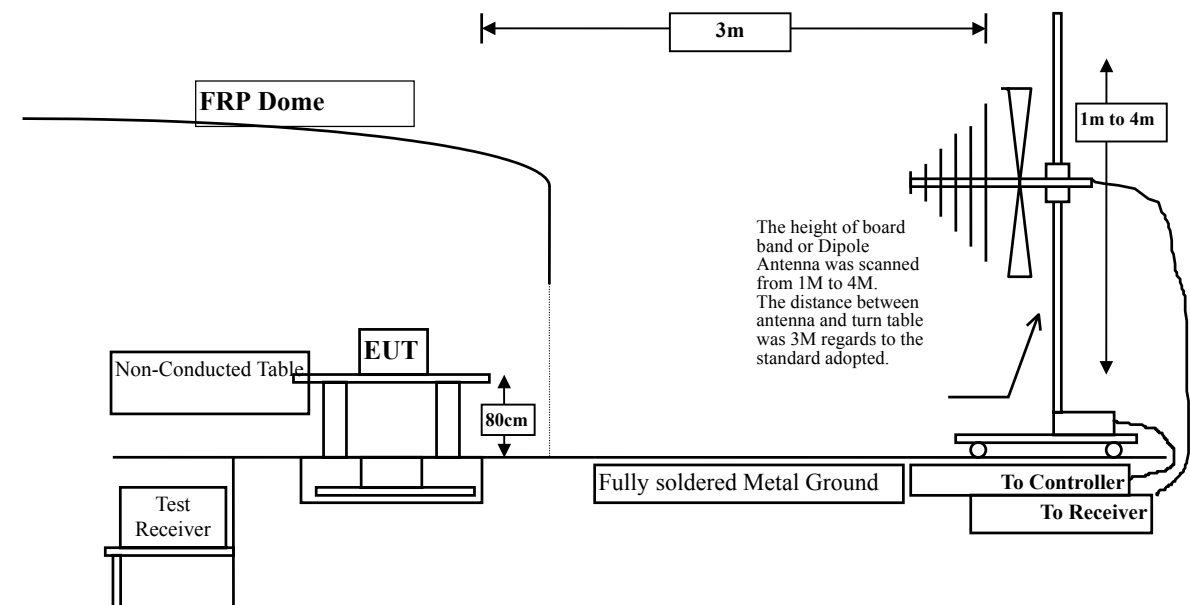 3m
FRP Dome
1m to 4m
The height of board
band or Dipole
Antenna was scanned
from 1M to 4M.
The distance between
antenna and turn table
was 3M regards to the
standard adopted.
EUT
Non-Conducted Table
80cm
Fully soldered Metal Ground
To Controller
Test
Receiver
To Receiver